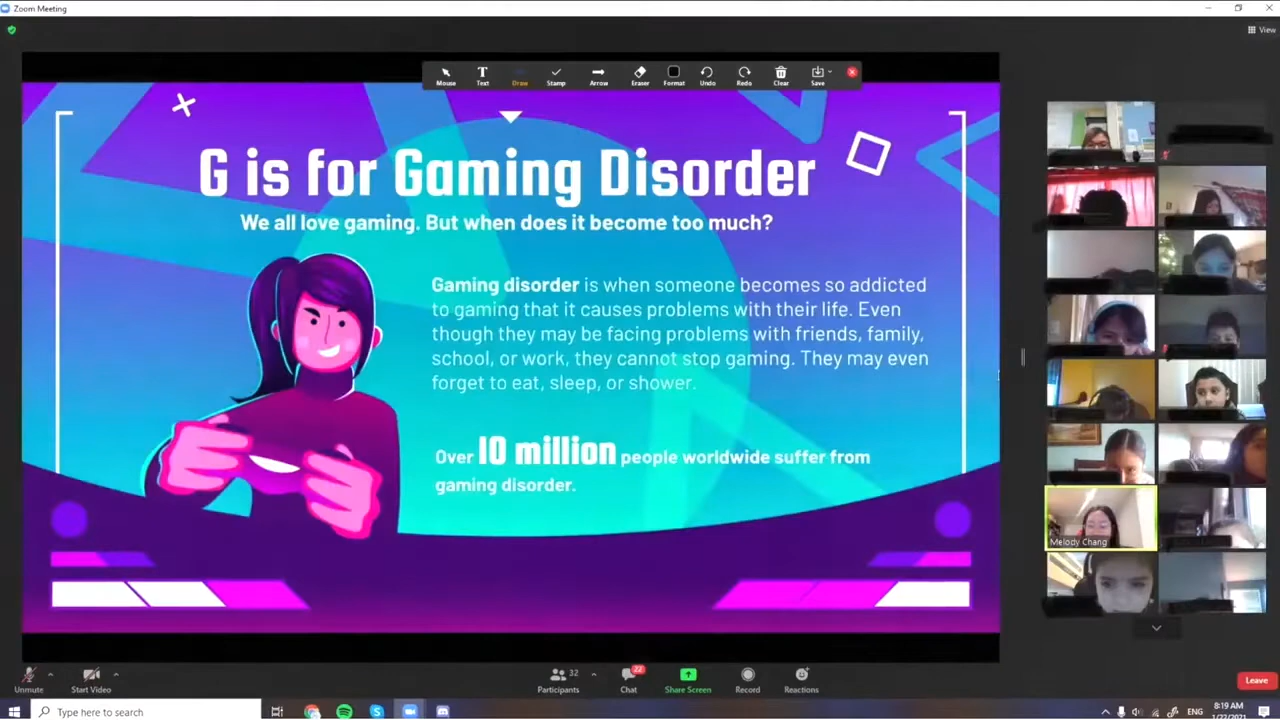 Zoom Meeting
View
Mouse
Text
Draw
Stamp
Arrow
Eraser
Format
Undo
Redo
Clear
Save
G is for Gaming Disorder
We all love gaming. But when does it become too much?
Gaming disorder is when someone becomes so addicted
to gaming that it causes problems with their life. Even
though they may be facing problems with friends, family,
school, or work, they cannot stop gaming. They may even
forget to eat, sleep, or shower.
Over 10 million people worldwide suffer from
gaming disorder.
Melody Chang
Unmute
Start Video
Participants
32
Chat
22
Share Screen
Record
Reactions
Leave
Type here to search
ENG
8:19 AM
1/22/2021